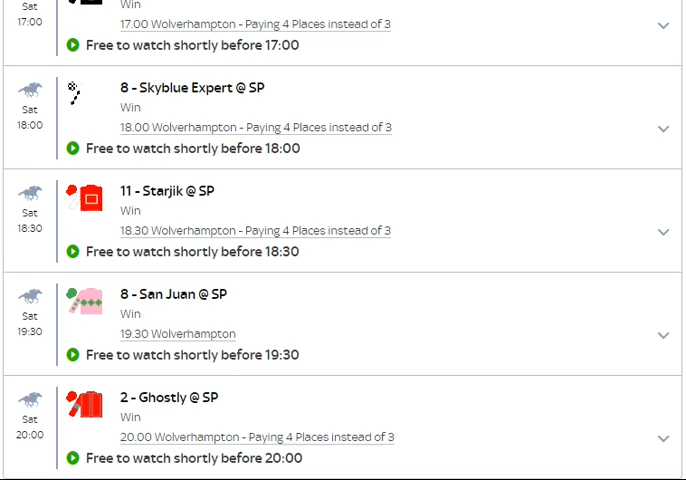 Sat
17:00
Win
17.00 Wolverhampton - Paying 4 Places instead of 3
Free to watch shortly before 17:00
Sat
18:00
8 - Skyblue Expert @ SP
Win
18.00 Wolverhampton - Paying 4 Places instead of 3
Free to watch shortly before 18:00
Sat
18:30
11 - Starjik @ SP
Win
18.30 Wolverhampton - Paying 4 Places instead of 3
Free to watch shortly before 18:30
Sat
19:30
8 - San Juan @ SP
Win
19.30 Wolverhampton
Free to watch shortly before 19:30
Sat
20:00
2 - Ghostly @ SP
Win
20.00 Wolverhampton - Paying 4 Places instead of 3
Free to watch shortly before 20:00